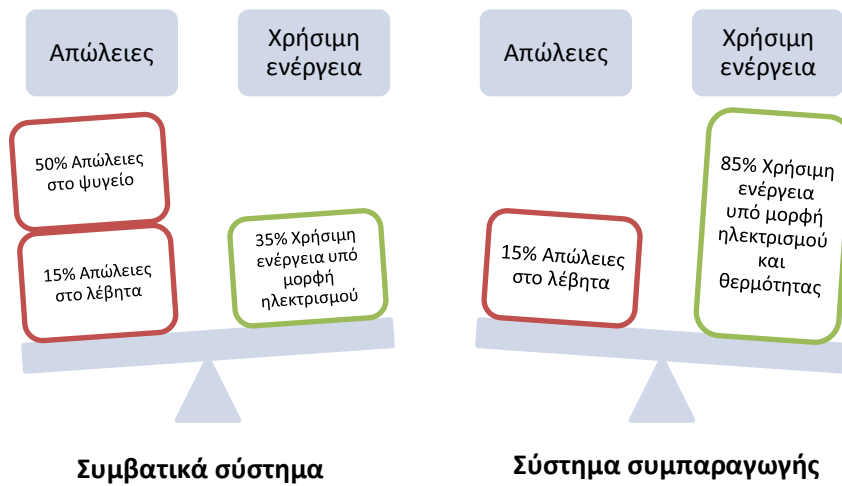 Απώλειες
Χρήσιμη
ενέργεια
50% Απώλειες
στο ψυγείο
15% Απώλειες
στο λέβητα
35% Χρήσιμη
ενέργεια υπό
μορφή
ηλεκτρισμού
Συμβατικά σύστημα
Απώλειες
Χρήσιμη
ενέργεια
15% Απώλειες
στο λέβητα
85% Χρήσιμη
ενέργεια
υπό μορφή
ηλεκτρισμού
και
θερμότητας
Σύστημα συμπαραγωγής